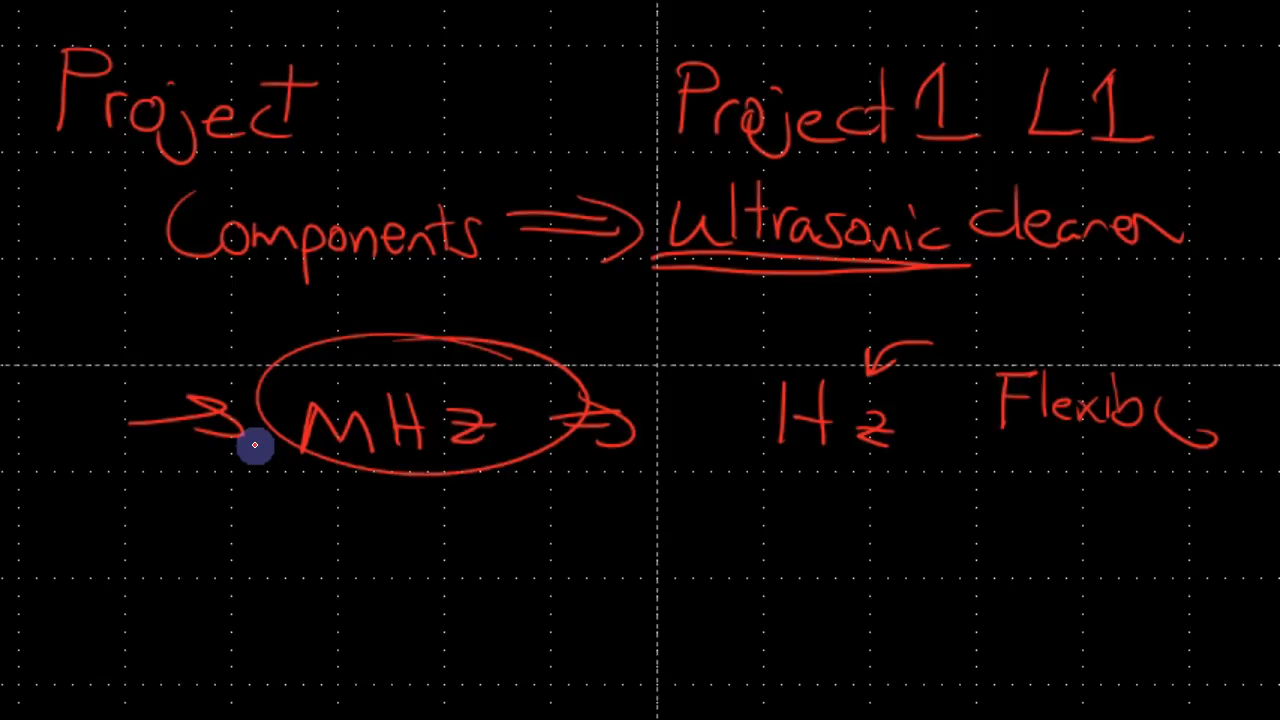 Project
Project 1 L1
Components ⇒ ultrasonic cleaner
→ MHz → Hz